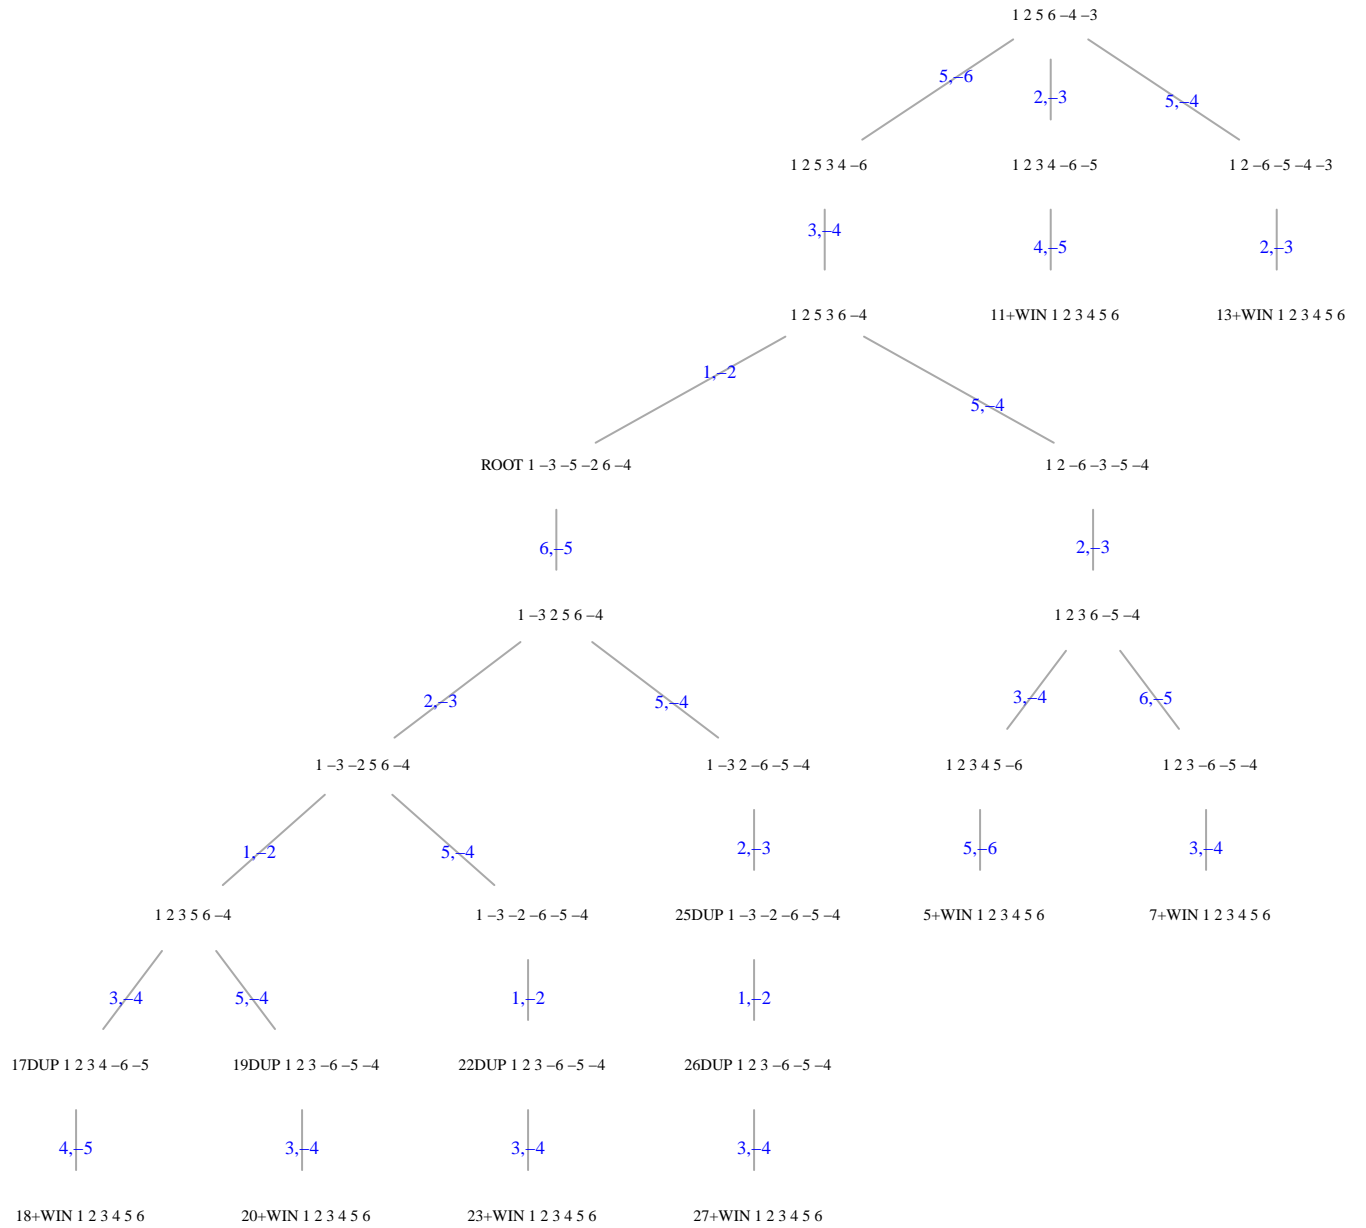 1 2 5 6 –4 –3
5,–6
2,–3
5,–4
1 2 5 3 4 –6
1 2 3 4 –6 –5
1 2 –6 –5 –4 –3
3,–4
4,–5
2,–3
1 2 5 3 6 –4
11+WIN 1 2 3 4 5 6
13+WIN 1 2 3 4 5 6
1,–2
5,–4
ROOT 1 –3 –5 –2 6 –4
1 2 –6 –3 –5 –4
6,–5
2,–3
1 –3 2 5 6 –4
1 2 3 6 –5 –4
2,–3
5,–4
3,–4
6,–5
1 –3 –2 5 6 –4
1 –3 2 –6 –5 –4
1 2 3 4 5 –6
1 2 3 –6 –5 –4
1,–2
5,–4
2,–3
5,–6
3,–4
1 2 3 5 6 –4
1 –3 –2 –6 –5 –4
25DUP 1 –3 –2 –6 –5 –4
5+WIN 1 2 3 4 5 6
7+WIN 1 2 3 4 5 6
3,–4
5,–4
1,–2
1,–2
17DUP 1 2 3 4 –6 –5
19DUP 1 2 3 –6 –5 –4
22DUP 1 2 3 –6 –5 –4
26DUP 1 2 3 –6 –5 –4
4,–5
3,–4
3,–4
3,–4
18+WIN 1 2 3 4 5 6
20+WIN 1 2 3 4 5 6
23+WIN 1 2 3 4 5 6
27+WIN 1 2 3 4 5 6